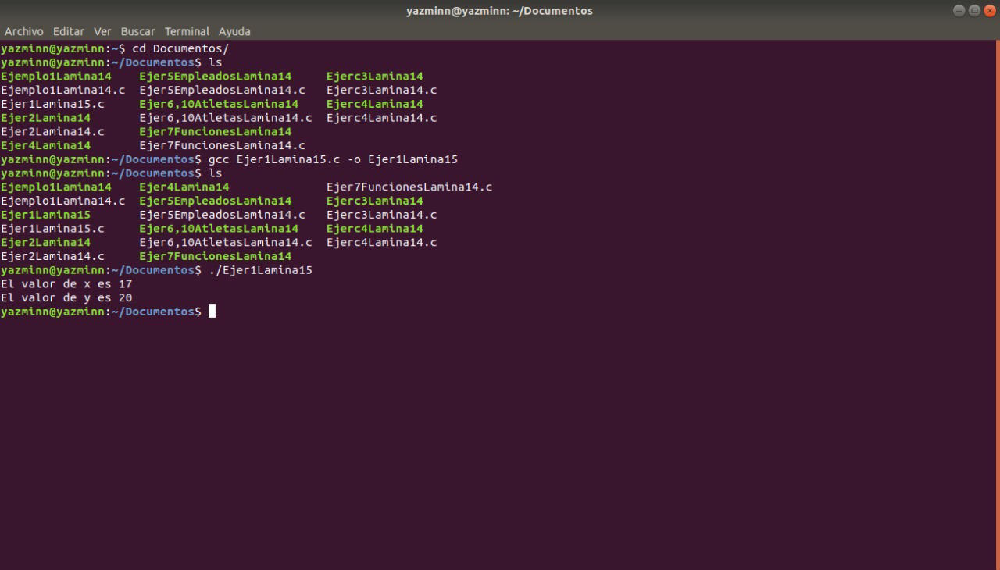 yazminn@yazminn: ~/Documentos
Archivo Editar Ver Buscar Terminal Ayuda
yazminn@yazminn:~$ cd Documentos/
yazminn@yazminn:~/Documentos$ ls
Ejemplo1Lamina14    Ejer5EmpleadosLamina14     Ejerc3Lamina14
Ejemplo1Lamina14.c  Ejer5EmpleadosLamina14.c   Ejerc3Lamina14.c
Ejer1Lamina15.c     Ejer6,10AtletasLamina14    Ejerc4Lamina14
Ejer2Lamina14       Ejer6,10AtletasLamina14.c  Ejerc4Lamina14.c
Ejer2Lamina14.c     Ejer7FuncionesLamina14
Ejer4Lamina14       Ejer7FuncionesLamina14.c
yazminn@yazminn:~/Documentos$ gcc Ejer1Lamina15.c -o Ejer1Lamina15
yazminn@yazminn:~/Documentos$ ls
Ejemplo1Lamina14    Ejer4Lamina14              Ejer7FuncionesLamina14.c
Ejemplo1Lamina14.c  Ejer5EmpleadosLamina14     Ejerc3Lamina14
Ejer1Lamina15       Ejer5EmpleadosLamina14.c   Ejerc3Lamina14.c
Ejer1Lamina15.c     Ejer6,10AtletasLamina14    Ejerc4Lamina14
Ejer2Lamina14       Ejer6,10AtletasLamina14.c  Ejerc4Lamina14.c
Ejer2Lamina14.c     Ejer7FuncionesLamina14
yazminn@yazminn:~/Documentos$ ./Ejer1Lamina15
El valor de x es 17
El valor de y es 20
yazminn@yazminn:~/Documentos$